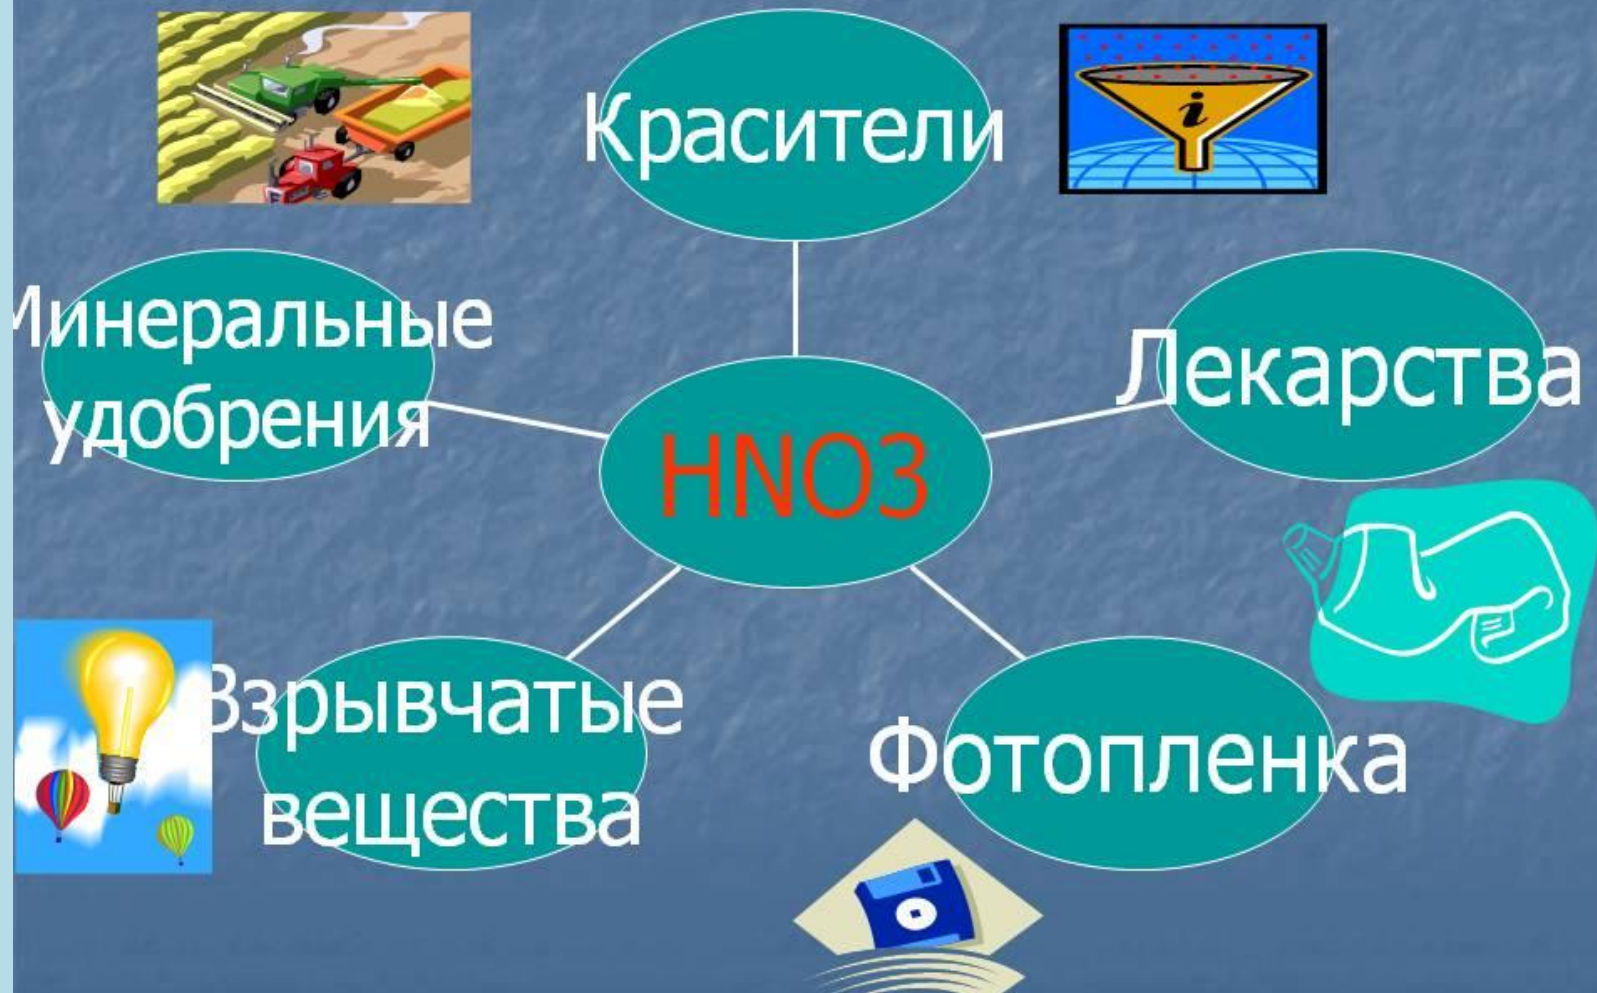 Красители
i
Минеральные
удобрения
Лекарства
HNO3
Взрывчатые
вещества
Фотопленка